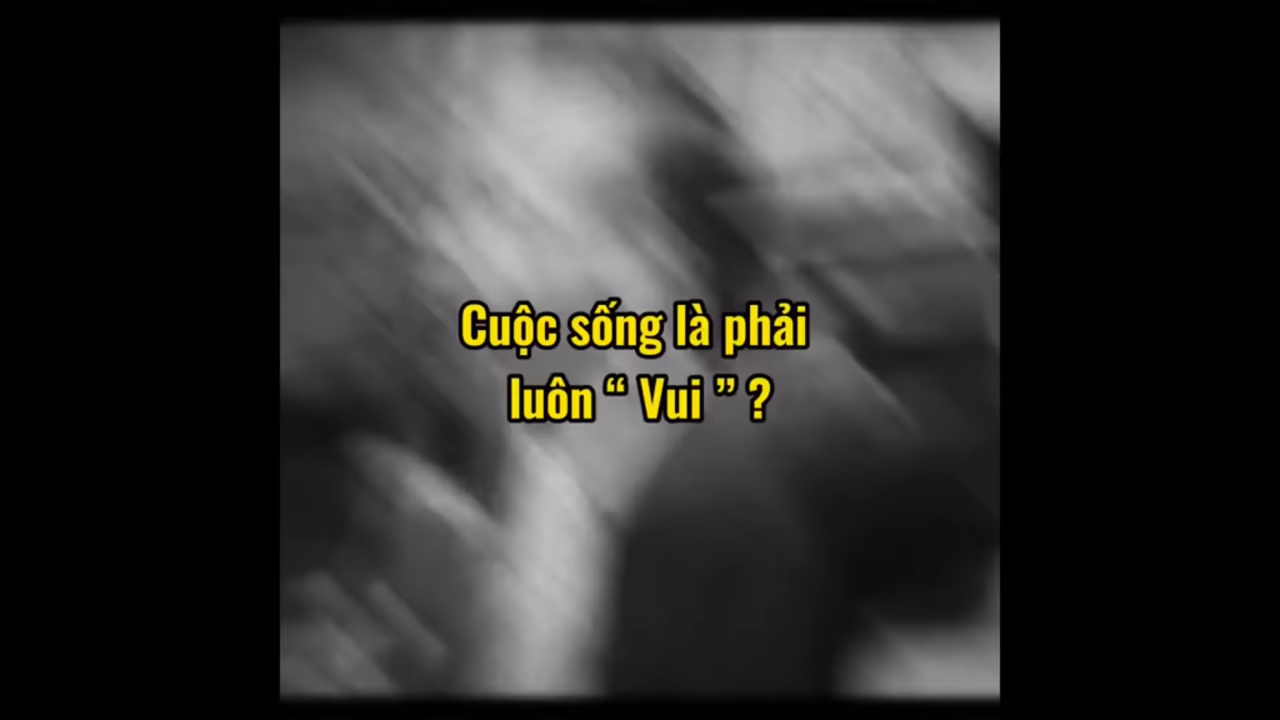 Cuộc sống là phải
luôn “ Vui ” ?